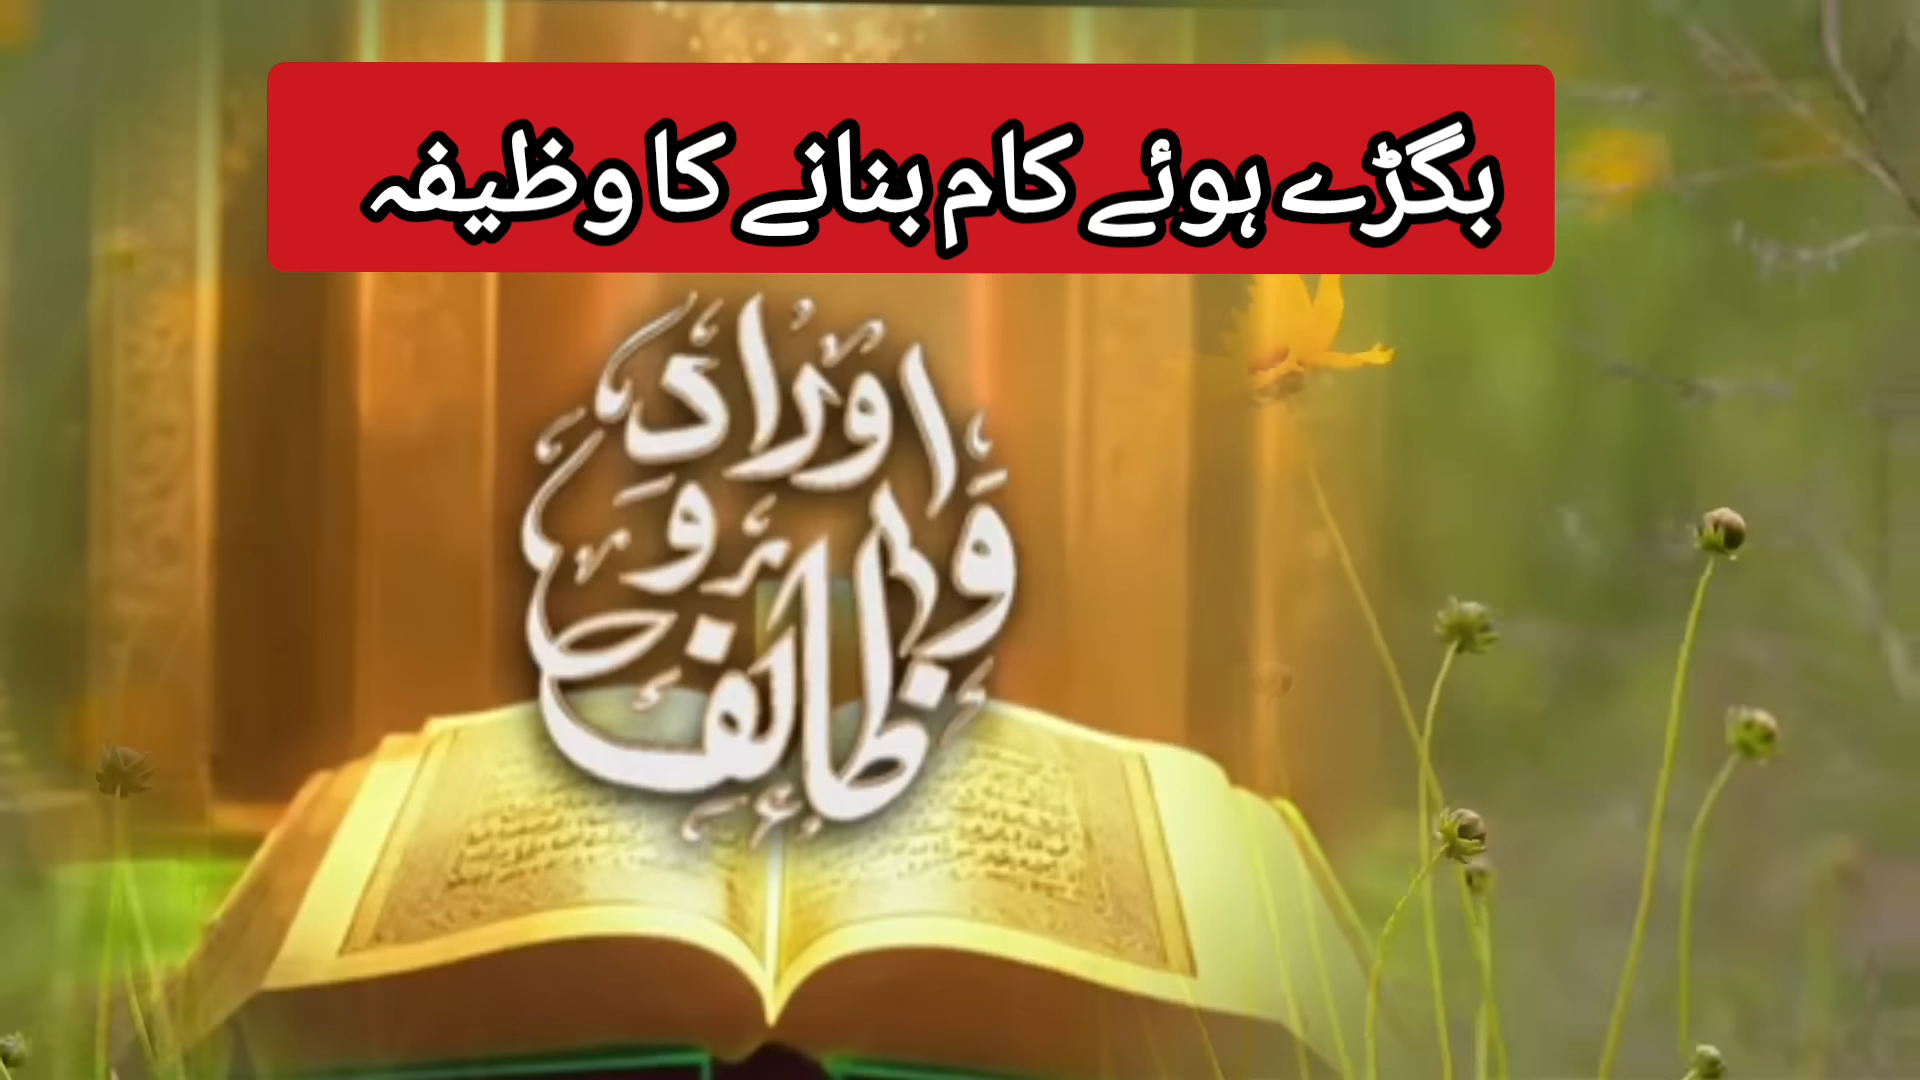 بگڑے ہوئے کام بنانے کا وظیفہ
اوراد
و
وظائف